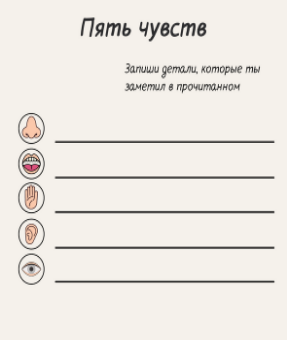 Пять чувств
Запиши детали, которые ты
заметил в прочитанном